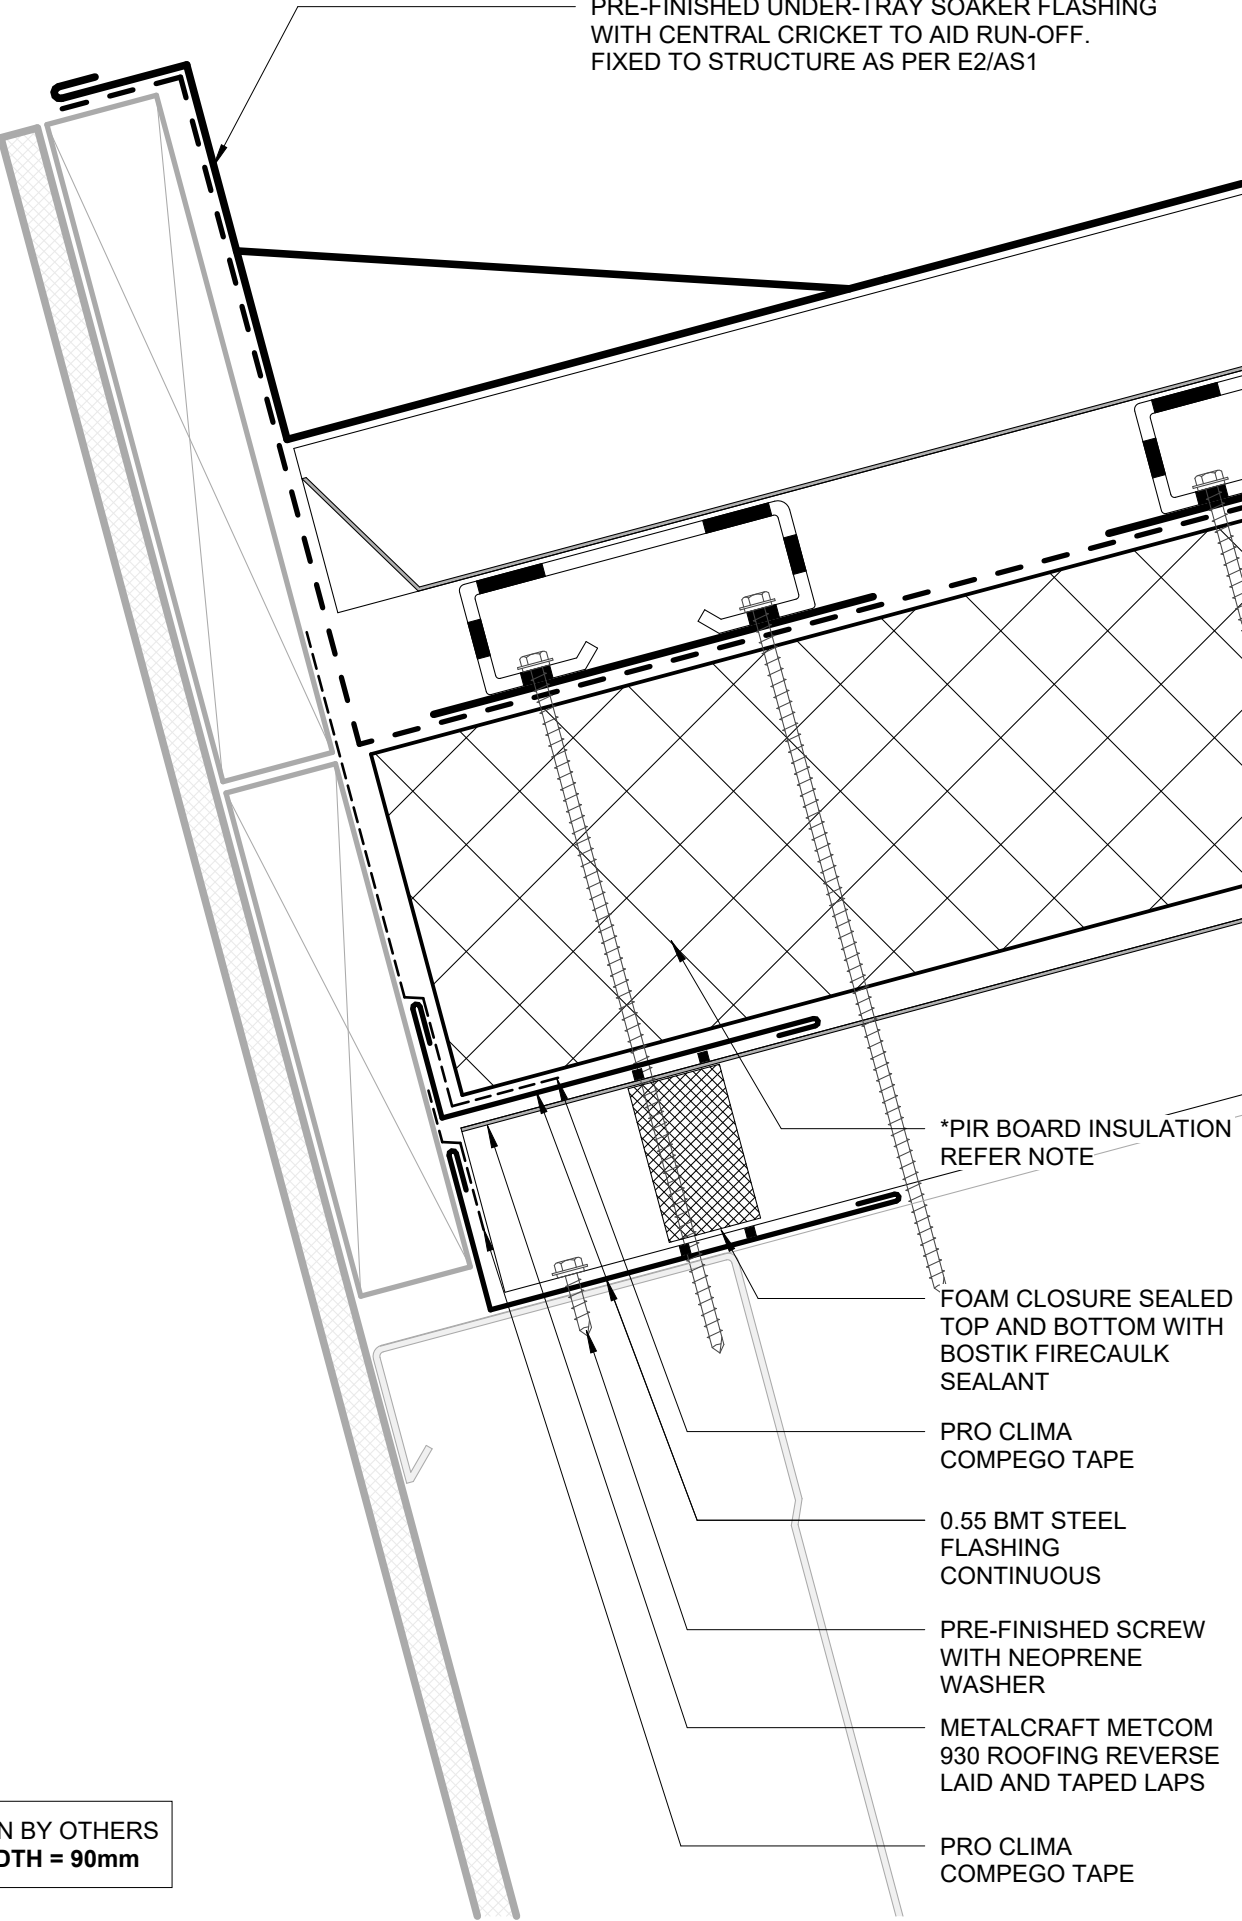 PRE-FINISHED UNDER-TRAY SOAKER FLASHING
WITH CENTRAL CRICKET TO AID RUN-OFF.
FIXED TO STRUCTURE AS PER E2/AS1
*PIR BOARD INSULATION
REFER NOTE
FOAM CLOSURE SEALED
TOP AND BOTTOM WITH
BOSTIK FIRECAULK
SEALANT
PRO CLIMA
COMPEGO TAPE
0.55 BMT STEEL
FLASHING
CONTINUOUS
PRE-FINISHED SCREW
WITH NEOPRENE
WASHER
METALCRAFT METCOM
930 ROOFING REVERSE
LAID AND TAPED LAPS
PRO CLIMA
COMPEGO TAPE
N BY OTHERS
DTH = 90mm